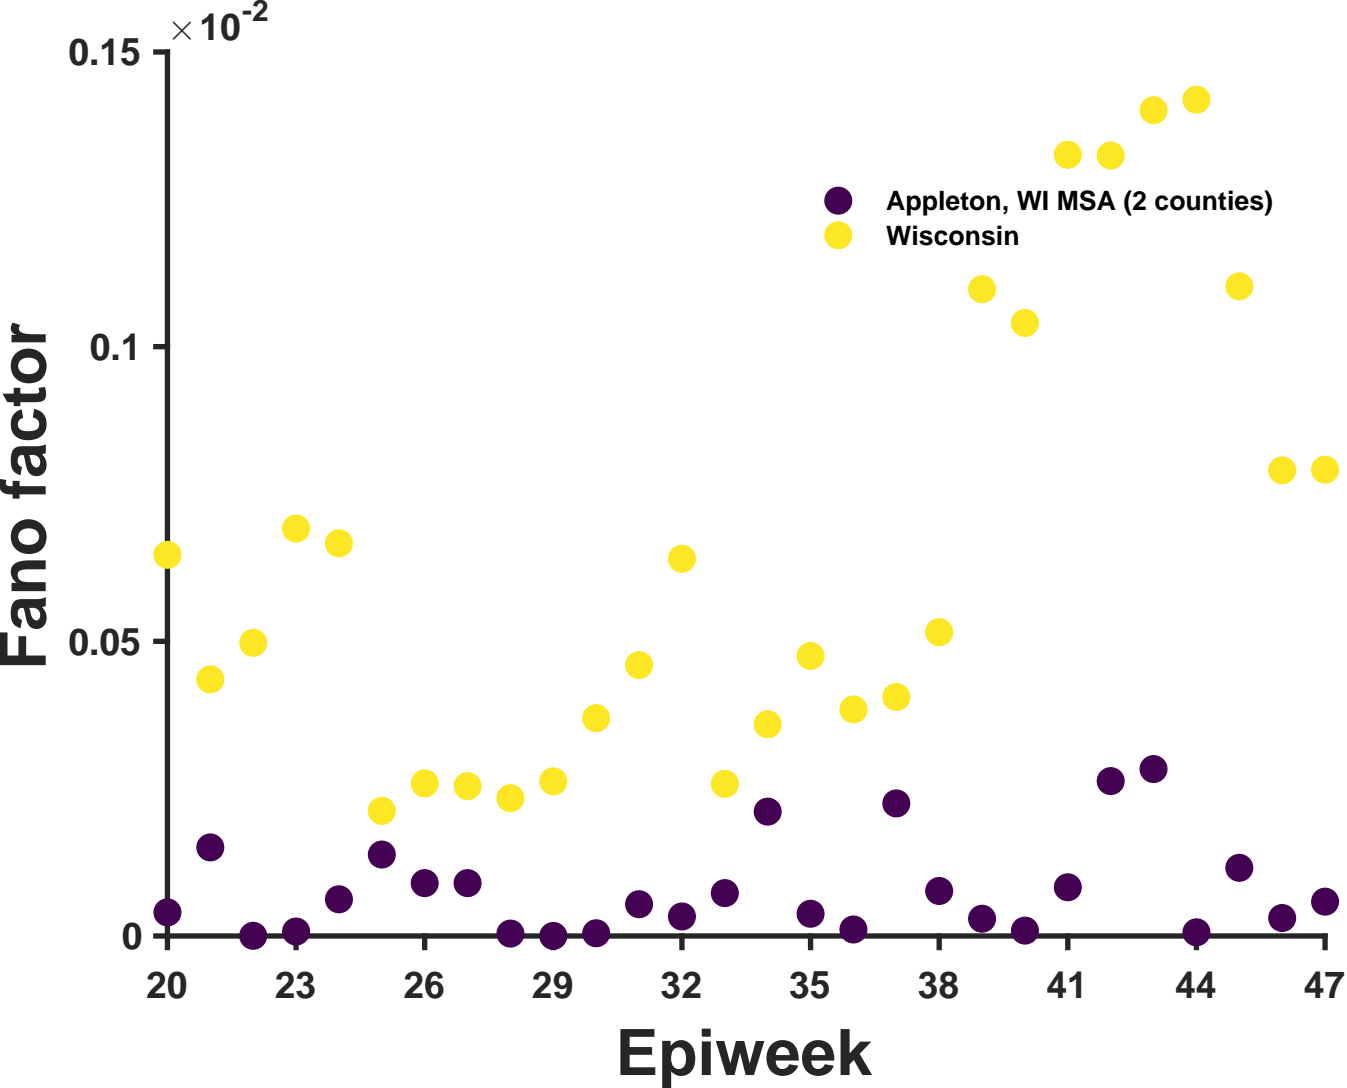 ×10-2
0.15
0.1
0.05
0
Fano factor
Appleton, WI MSA (2 counties)
Wisconsin
20 23 26 29 32 35 38 41 44 47
Epiweek